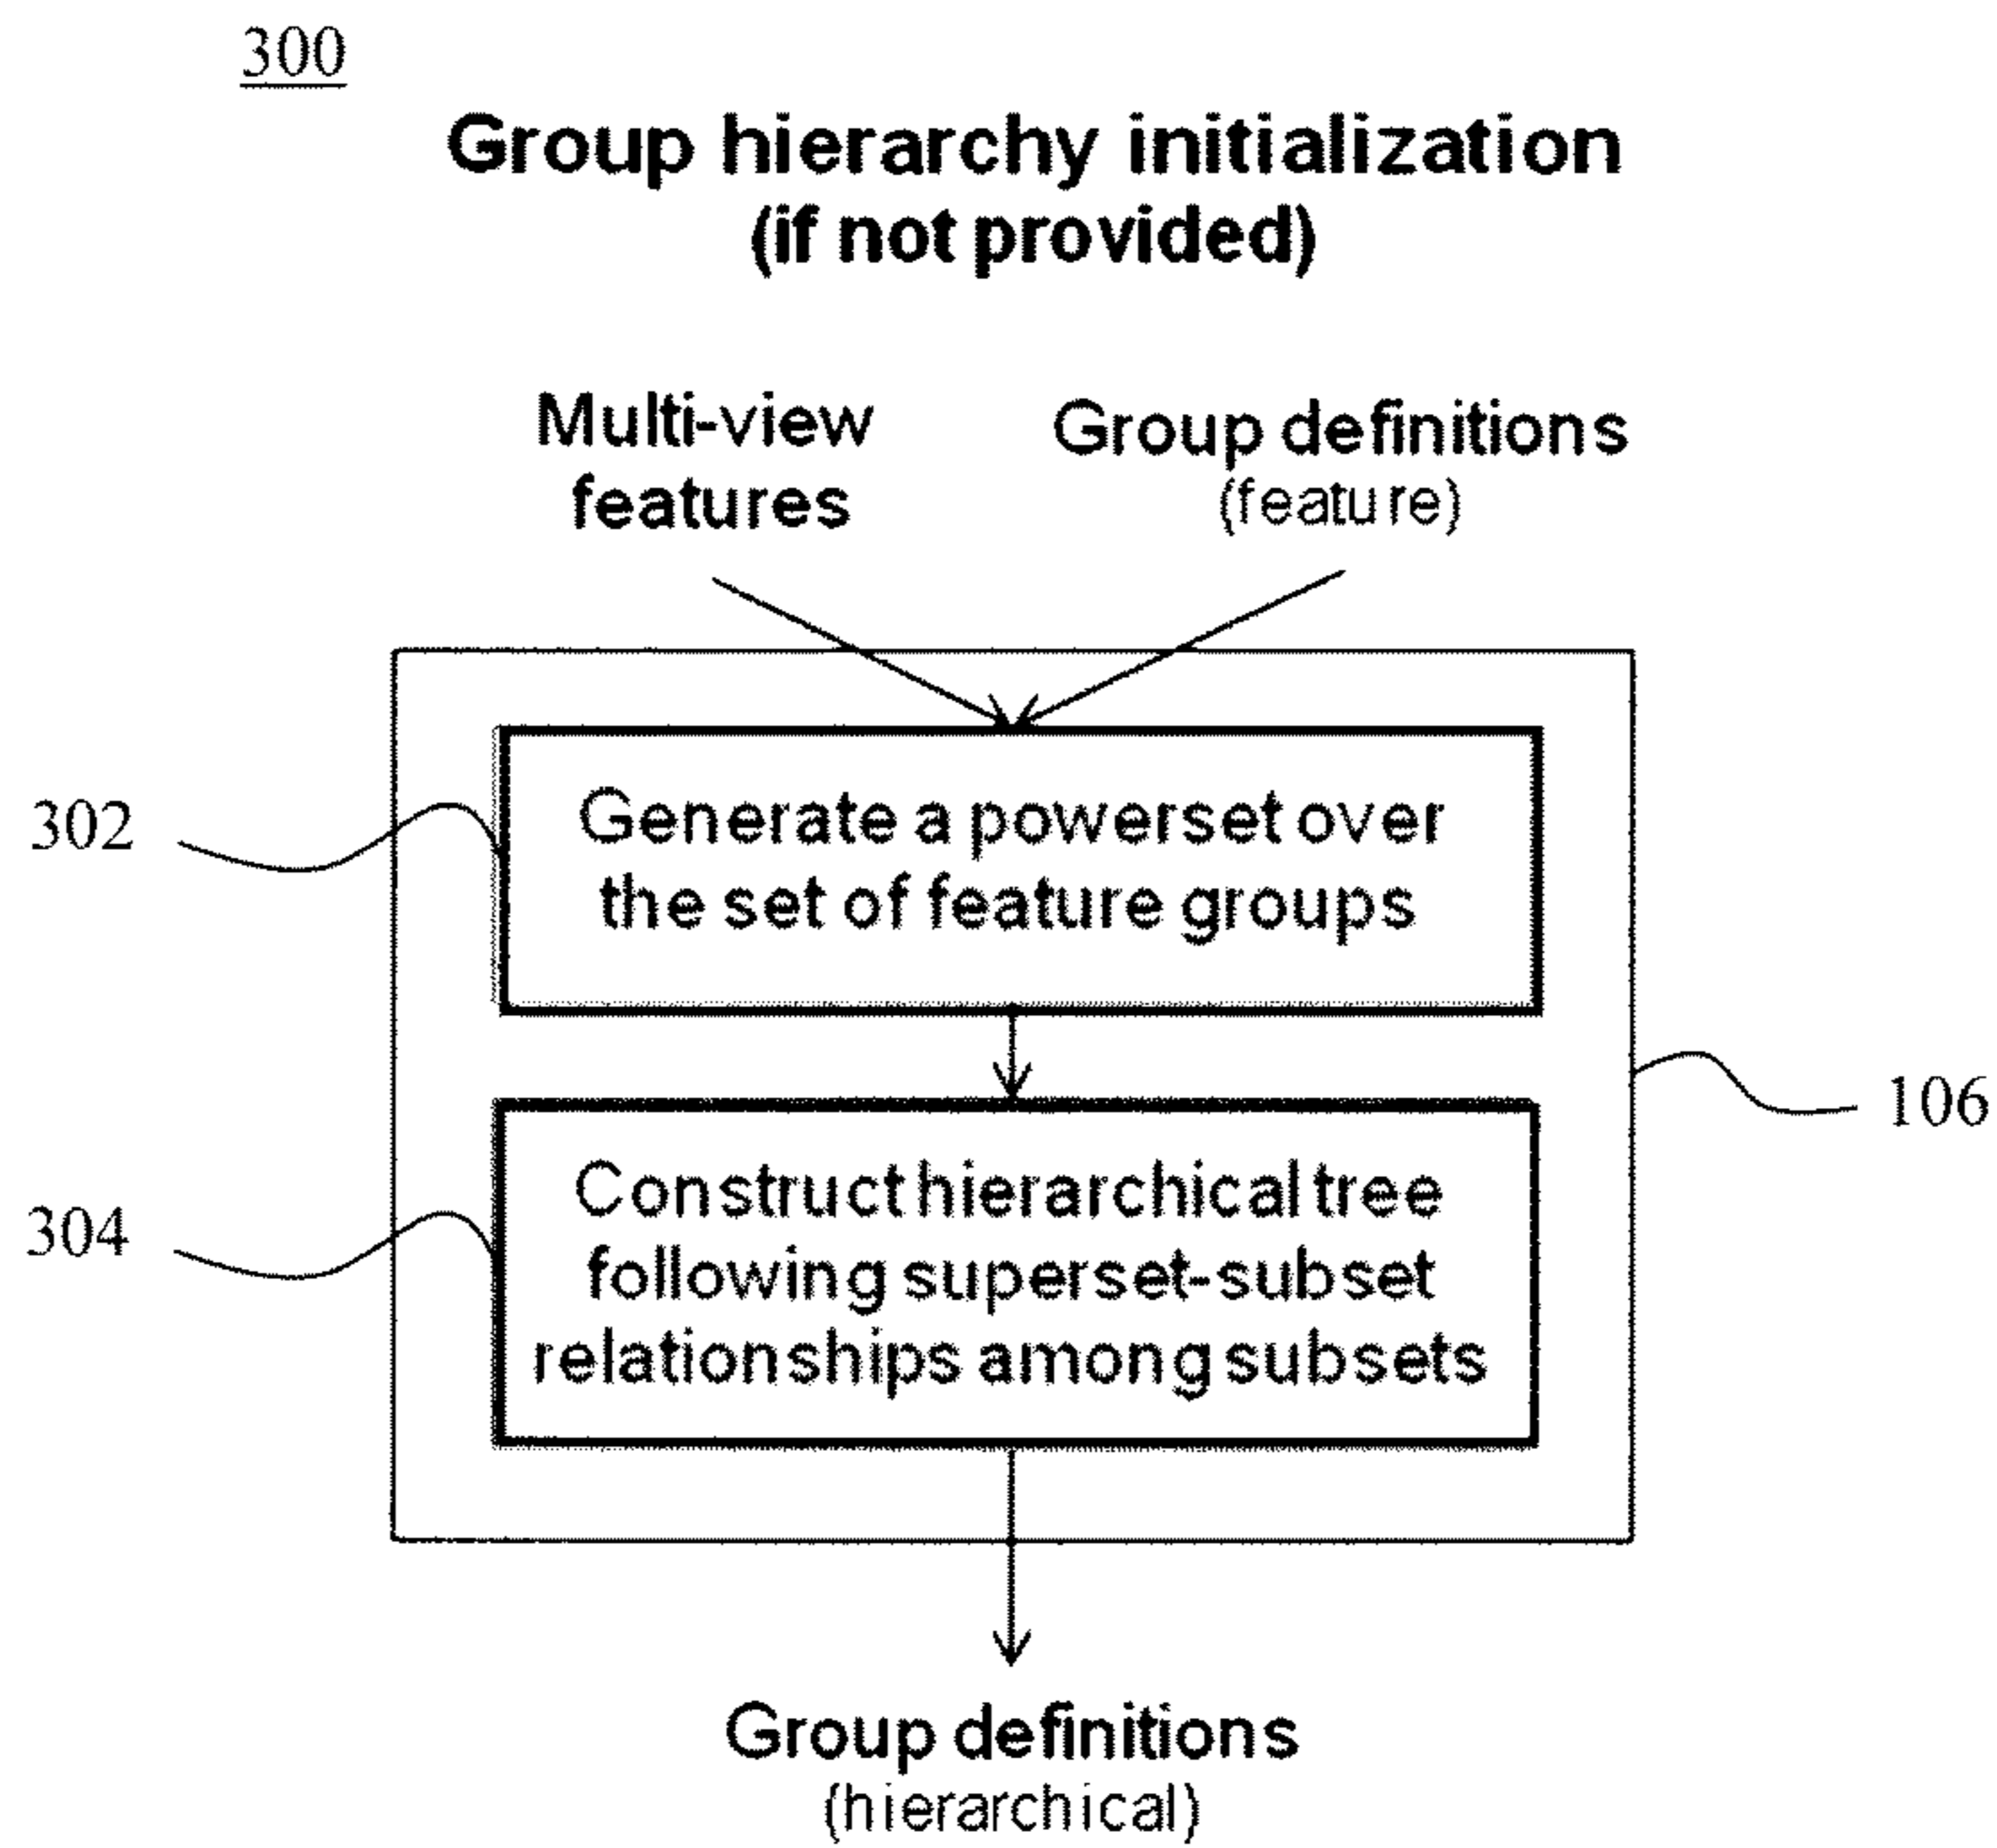 300
Group hierarchy initialization
(if not provided)
Multi-view
features
Group definitions
(feature)
302
Generate a powerset over
the set of feature groups
106
304
Construct hierarchical tree
following superset-subset
relationships among subsets
Group definitions
(hierarchical)